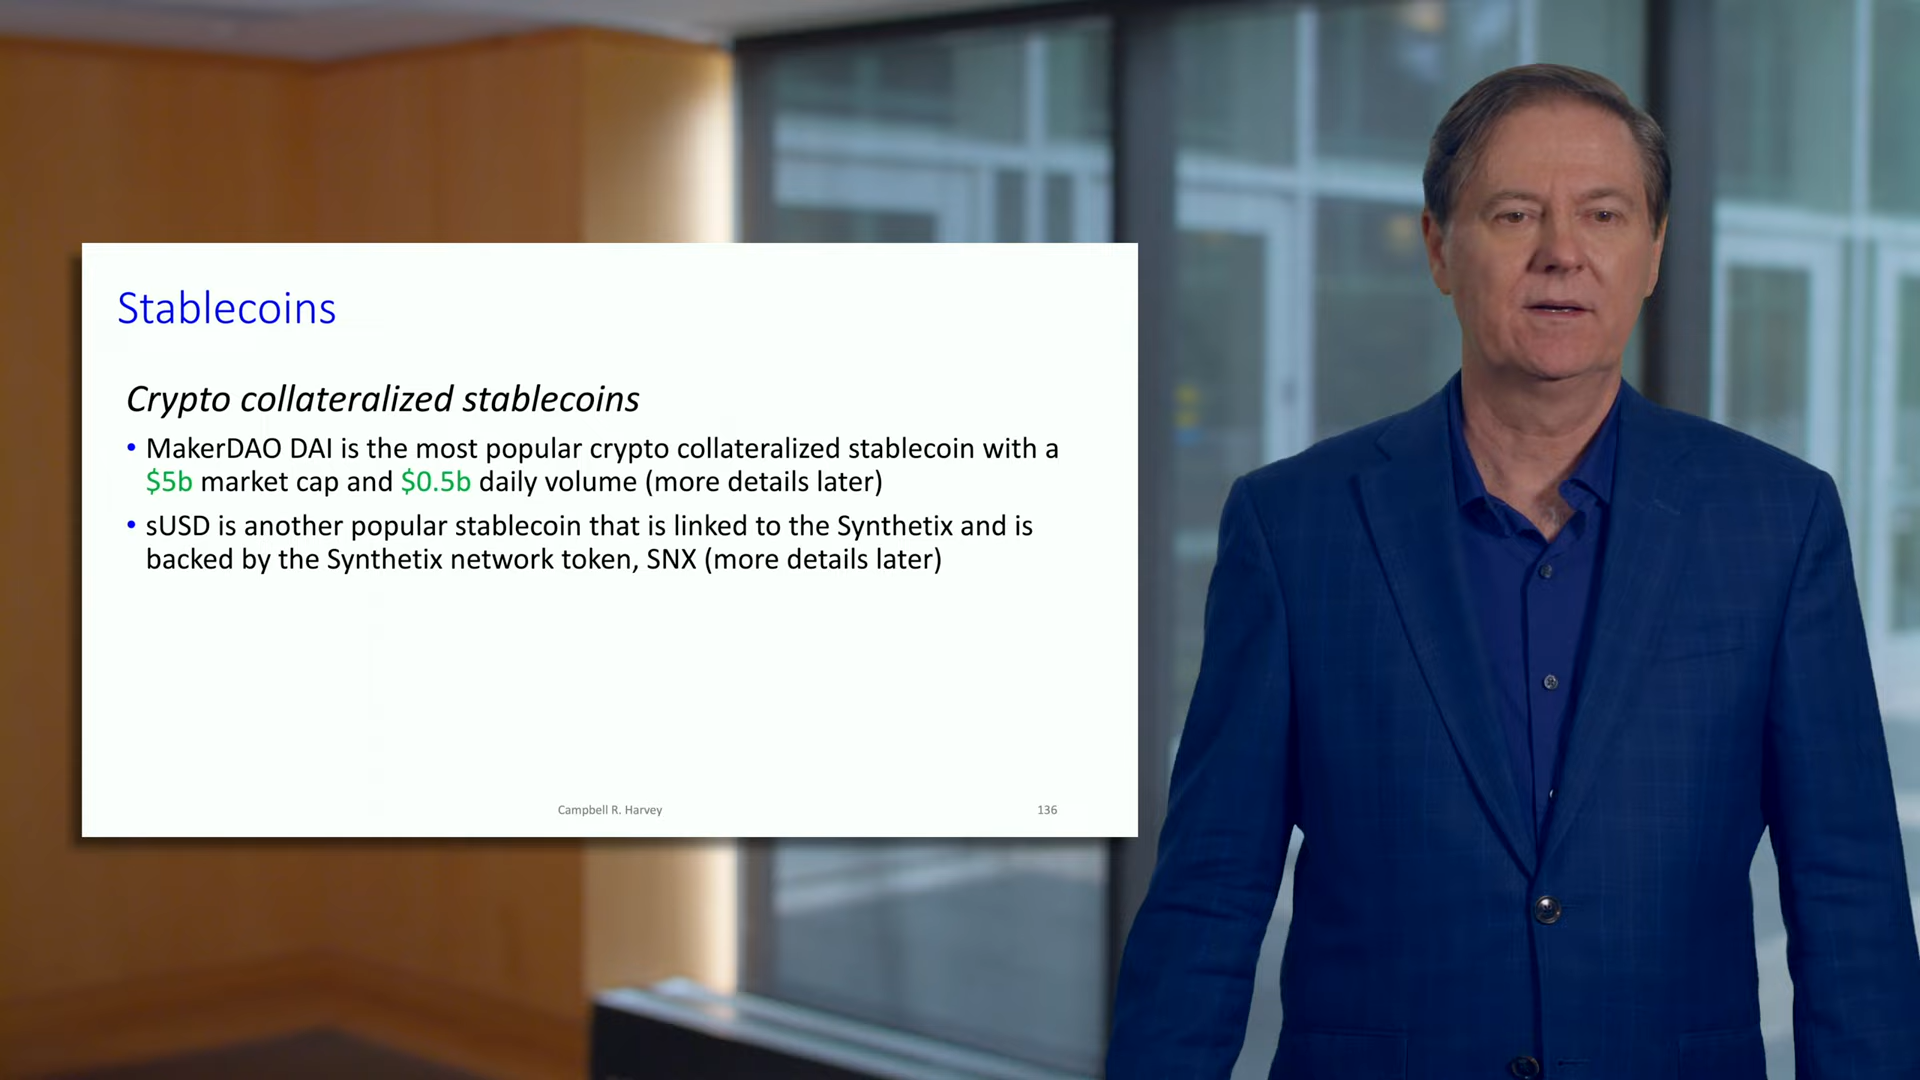 Stablecoins
Crypto collateralized stablecoins
• MakerDAO DAI is the most popular crypto collateralized stablecoin with a
$5b market cap and $0.5b daily volume (more details later)
• sUSD is another popular stablecoin that is linked to the Synthetix and is
backed by the Synthetix network token, SNX (more details later)
Campbell R. Harvey
136